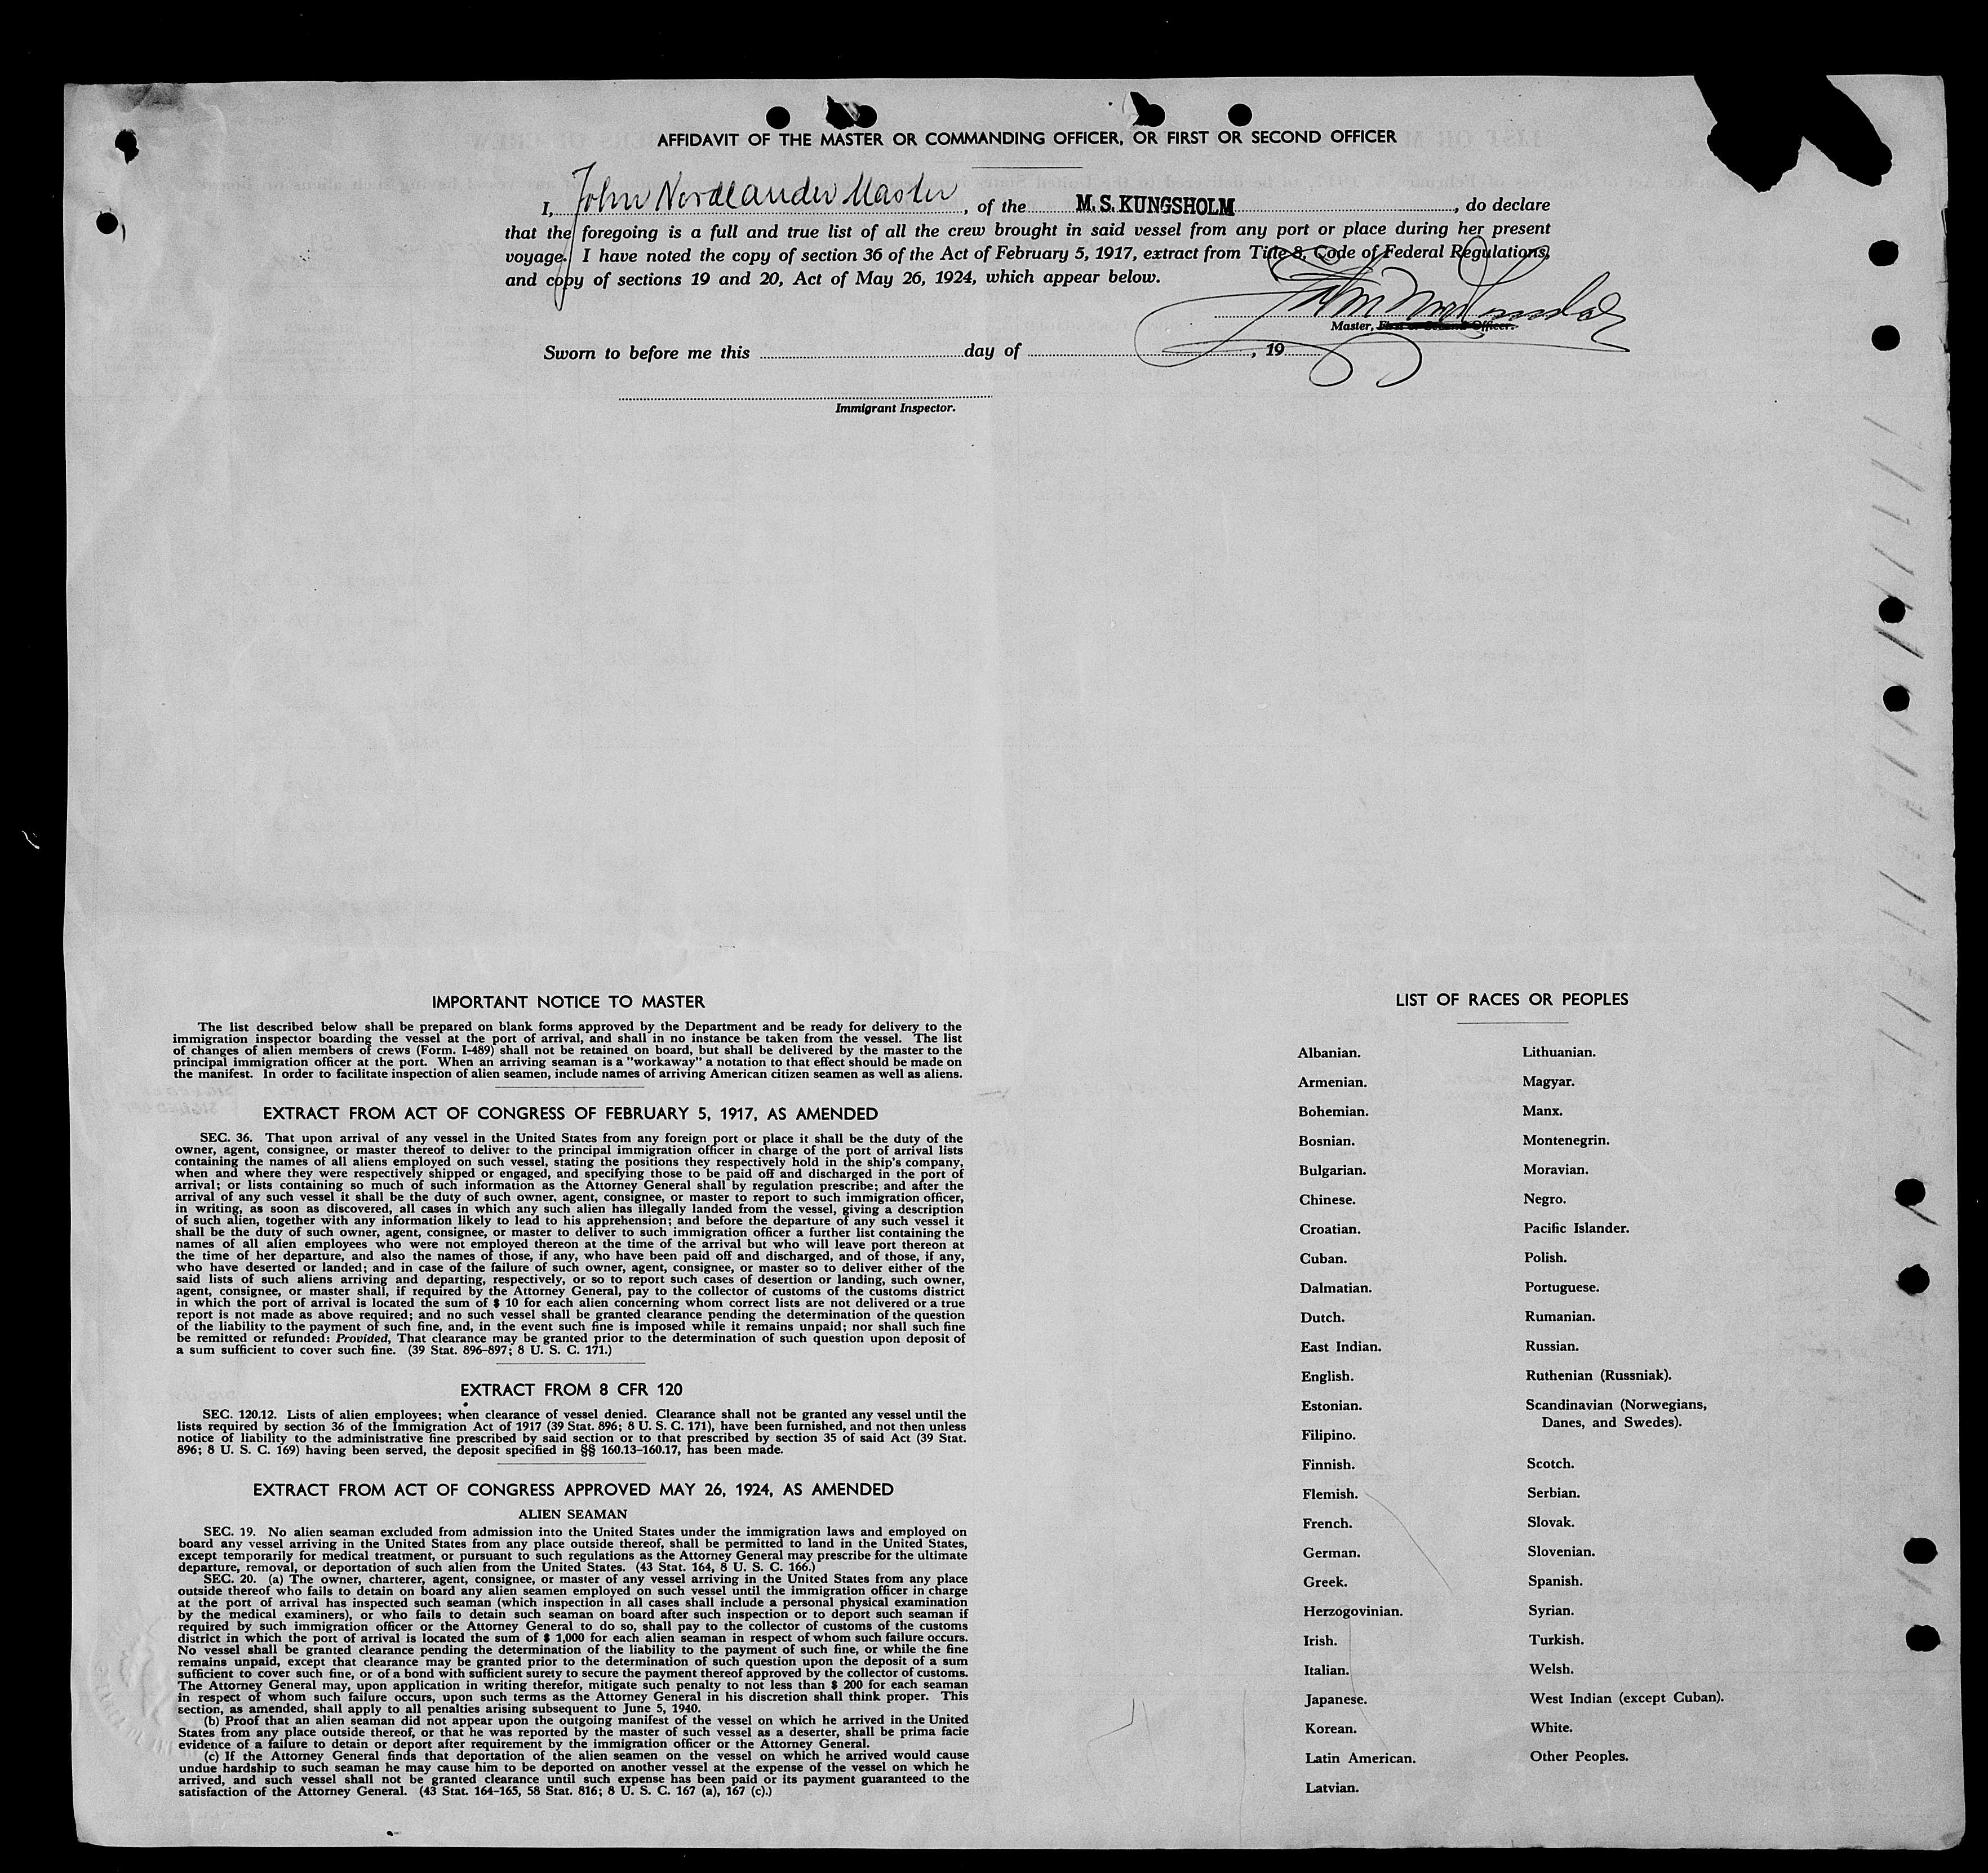 AFFIDAVIT OF THE MASTER OR COMMANDING OFFICER, OR FIRST OR SECOND OFFICER
I, John Nordlander Master, of the M. S. KUNGSHOLM, do declare
that the foregoing is a full and true list of all the crew brought in said vessel from any port or place during her present
voyage. I have noted the copy of section 36 of the Act of February 5, 1917, extract from Title 8, Code of Federal Regulations,
and copy of sections 19 and 20, Act of May 26, 1924, which appear below.
John Nordlander
Master, First or Second Officer.
Sworn to before me this day of , 19
Immigrant Inspector.
IMPORTANT NOTICE TO MASTER
The list described below shall be prepared on blank forms approved by the Department and be ready for delivery to the
immigration inspector boarding the vessel at the port of arrival, and shall in no instance be taken from the vessel. The list
of changes of alien members of crews (Form. I-489) shall not be retained on board, but shall be delivered by the master to the
principal immigration officer at the port. When an arriving seaman is a "workaway" a notation to that effect should be made on
the manifest. In order to facilitate inspection of alien seamen, include names of arriving American citizen seamen as well as aliens.
EXTRACT FROM ACT OF CONGRESS OF FEBRUARY 5, 1917, AS AMENDED
SEC. 36. That upon arrival of any vessel in the United States from any foreign port or place it shall be the duty of the
owner, agent, consignee, or master thereof to deliver to the principal immigration officer in charge of the port of arrival lists
containing the names of all aliens employed on such vessel, stating the positions they respectively hold in the ship's company,
when and where they were respectively shipped or engaged, and specifying those to be paid off and discharged in the port of
arrival; or lists containing so much of such information as the Attorney General shall by regulation prescribe; and after the
arrival of any such vessel it shall be the duty of such owner, agent, consignee, or master to report to such immigration officer,
in writing, as soon as discovered, all cases in which any such alien has illegally landed from the vessel, giving a description
of such alien, together with any information likely to lead to his apprehension; and before the departure of any such vessel it
shall be the duty of such owner, agent, consignee, or master to deliver to such immigration officer a further list containing the
names of all alien employees who were not employed thereon at the time of the arrival but who will leave port thereon at
the time of her departure, and also the names of those, if any, who have been paid off and discharged, and of those, if any,
who have deserted or landed; and in case of the failure of such owner, agent, consignee, or master so to deliver either of the
said lists of such aliens arriving and departing, respectively, or so to report such cases of desertion or landing, such owner,
agent, consignee, or master shall, if required by the Attorney General, pay to the collector of customs of the customs district
in which the port of arrival is located the sum of $ 10 for each alien concerning whom correct lists are not delivered or a true
report is not made as above required; and no such vessel shall be granted clearance pending the determination of the question
of the liability to the payment of such fine, and, in the event such fine is imposed while it remains unpaid; nor shall such fine
be remitted or refunded: Provided, That clearance may be granted prior to the determination of such question upon deposit of
a sum sufficient to cover such fine. (39 Stat. 896–897; 8 U. S. C. 171.)
EXTRACT FROM 8 CFR 120
SEC. 120.12. Lists of alien employees; when clearance of vessel denied. Clearance shall not be granted any vessel until the
lists required by section 36 of the Immigration Act of 1917 (39 Stat. 896; 8 U. S. C. 171), have been furnished, and not then unless
notice of liability to the administrative fine prescribed by said section or to that prescribed by section 35 of said Act (39 Stat.
896; 8 U. S. C. 169) having been served, the deposit specified in §§ 160.13–160.17, has been made.
EXTRACT FROM ACT OF CONGRESS APPROVED MAY 26, 1924, AS AMENDED
ALIEN SEAMAN
SEC. 19. No alien seaman excluded from admission into the United States under the immigration laws and employed on
board any vessel arriving in the United States from any place outside thereof, shall be permitted to land in the United States,
except temporarily for medical treatment, or pursuant to such regulations as the Attorney General may prescribe for the ultimate
departure, removal, or deportation of such alien from the United States. (43 Stat. 164, 8 U. S. C. 166.)
SEC. 20. (a) The owner, charterer, agent, consignee, or master of any vessel arriving in the United States from any place
outside thereof who fails to detain on board any alien seamen employed on such vessel until the immigration officer in charge
at the port of arrival has inspected such seaman (which inspection in all cases shall include a personal physical examination
by the medical examiners), or who fails to detain such seaman on board after such inspection or to deport such seaman if
required by such immigration officer or the Attorney General to do so, shall pay to the collector of customs of the customs
district in which the port of arrival is located the sum of $ 1,000 for each alien seaman in respect of whom such failure occurs.
No vessel shall be granted clearance pending the determination of the liability to the payment of such fine, or while the fine
remains unpaid, except that clearance may be granted prior to the determination of such question upon the deposit of a sum
sufficient to cover such fine, or of a bond with sufficient surety to secure the payment thereof approved by the collector of customs.
The Attorney General may, upon application in writing therefor, mitigate such penalty to not less than $ 200 for each seaman
in respect of whom such failure occurs, upon such terms as the Attorney General in his discretion shall think proper. This
section, as amended, shall apply to all penalties arising subsequent to June 5, 1940.
(b) Proof that an alien seaman did not appear upon the outgoing manifest of the vessel on which he arrived in the United
States from any place outside thereof, or that he was reported by the master of such vessel as a deserter, shall be prima facie
evidence of a failure to detain or deport after requirement by the immigration officer or the Attorney General.
(c) If the Attorney General finds that deportation of the alien seamen on the vessel on which he arrived would cause
undue hardship to such seaman he may cause him to be deported on another vessel at the expense of the vessel on which he
arrived, and such vessel shall not be granted clearance until such expense has been paid or its payment guaranteed to the
satisfaction of the Attorney General. (43 Stat. 164–165, 58 Stat. 816; 8 U. S. C. 167 (a), 167 (c).)
LIST OF RACES OR PEOPLES
Albanian.
Armenian.
Bohemian.
Bosnian.
Bulgarian.
Chinese.
Croatian.
Cuban.
Dalmatian.
Dutch.
East Indian.
English.
Estonian.
Filipino.
Finnish.
Flemish.
French.
German.
Greek.
Herzogovinian.
Irish.
Italian.
Japanese.
Korean.
Latin American.
Latvian.
Lithuanian.
Magyar.
Manx.
Montenegrin.
Moravian.
Negro.
Pacific Islander.
Polish.
Portuguese.
Rumanian.
Russian.
Ruthenian (Russniak).
Scandinavian (Norwegians,
Danes, and Swedes).
Scotch.
Serbian.
Slovak.
Slovenian.
Spanish.
Syrian.
Turkish.
Welsh.
West Indian (except Cuban).
White.
Other Peoples.